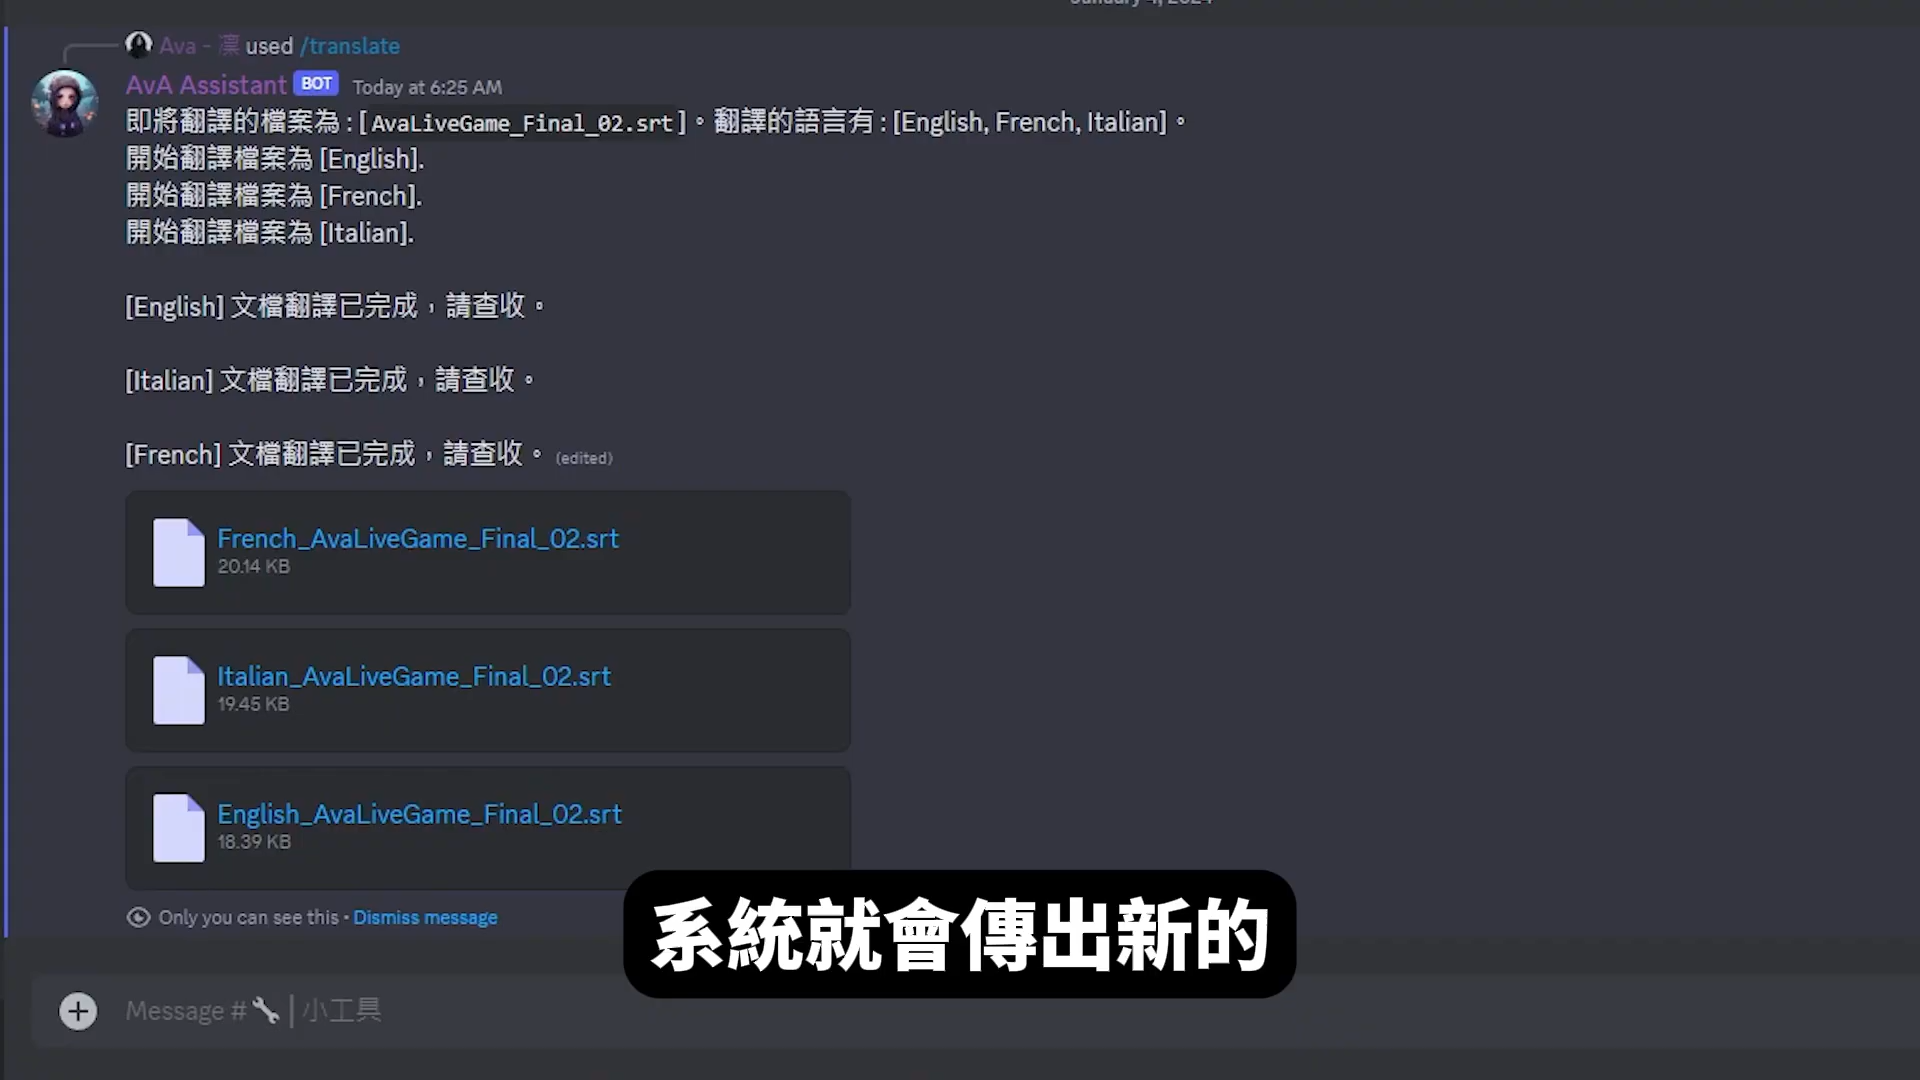 January 4, 2024
Ava - 凛 used /translate
AvA Assistant BOT Today at 6:25 AM
即將翻譯的檔案為 : [AvaLiveGame_Final_02.srt]。翻譯的語言有 : [English, French, Italian]。
開始翻譯檔案為 [English].
開始翻譯檔案為 [French].
開始翻譯檔案為 [Italian].
[English] 文檔翻譯已完成，請查收。
[Italian] 文檔翻譯已完成，請查收。
[French] 文檔翻譯已完成，請查收。 (edited)
French_AvaLiveGame_Final_02.srt
20.14 KB
Italian_AvaLiveGame_Final_02.srt
19.45 KB
English_AvaLiveGame_Final_02.srt
18.39 KB
Only you can see this • Dismiss message
系統就會傳出新的
Message #🔧 | 小工具